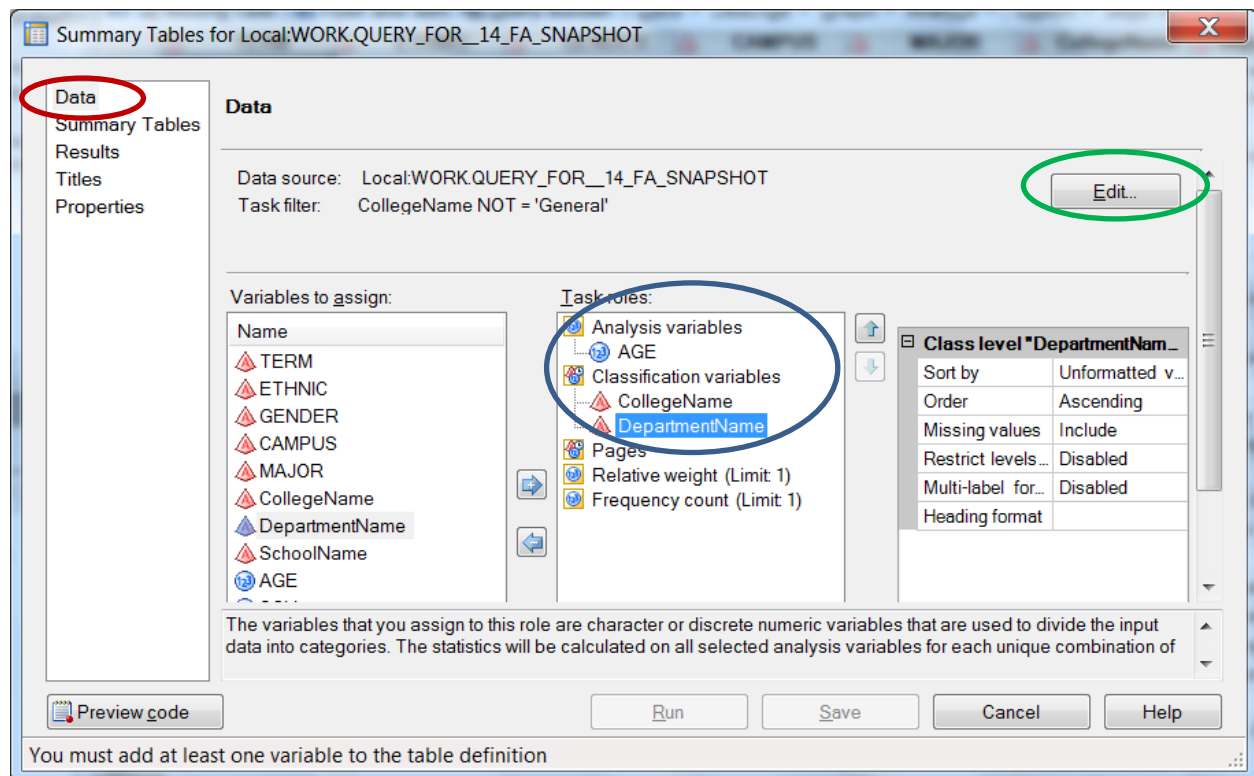 Summary Tables for Local:WORK.QUERY_FOR__14_FA_SNAPSHOT
X
Data
Summary Tables
Results
Titles
Properties
Data
Data source: Local:WORK.QUERY_FOR__14_FA_SNAPSHOT
Task filter: CollegeName NOT = 'General'
Edit...
Variables to assign:
Name
TERM
ETHNIC
GENDER
CAMPUS
MAJOR
CollegeName
DepartmentName
SchoolName
AGE
Task roles:
Analysis variables
AGE
Classification variables
CollegeName
DepartmentName
Pages
Relative weight (Limit: 1)
Frequency count (Limit: 1)
Class level "DepartmentNam...
Sort by Unformatted v...
Order Ascending
Missing values Include
Restrict levels... Disabled
Multi-label for... Disabled
Heading format
The variables that you assign to this role are character or discrete numeric variables that are used to divide the input
data into categories. The statistics will be calculated on all selected analysis variables for each unique combination of
Preview code
Run
Save
Cancel
Help
You must add at least one variable to the table definition